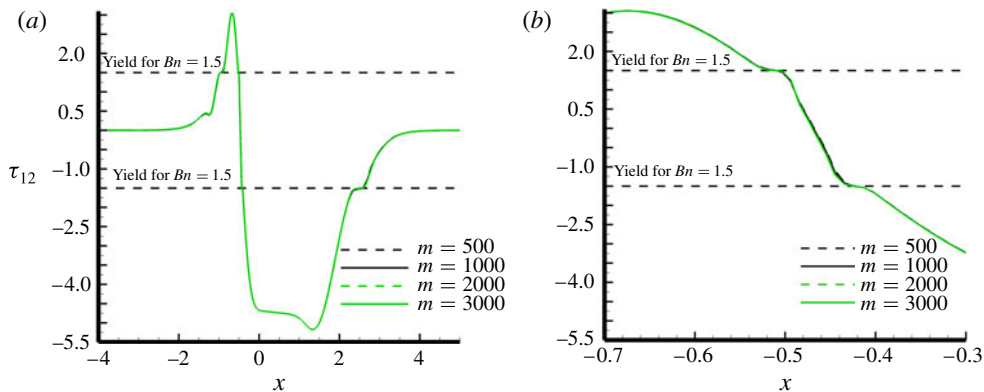 (a)
2.0
0.5
−1.0
−2.5
−4.0
−5.5
τ12
Yield for Bn = 1.5
Yield for Bn = 1.5
m = 500
m = 1000
m = 2000
m = 3000
−4
−2
0
2
4
x
(b)
2.0
0.5
−1.0
−2.5
−4.0
−5.5
Yield for Bn = 1.5
Yield for Bn = 1.5
m = 500
m = 1000
m = 2000
m = 3000
−0.7
−0.6
−0.5
−0.4
−0.3
x